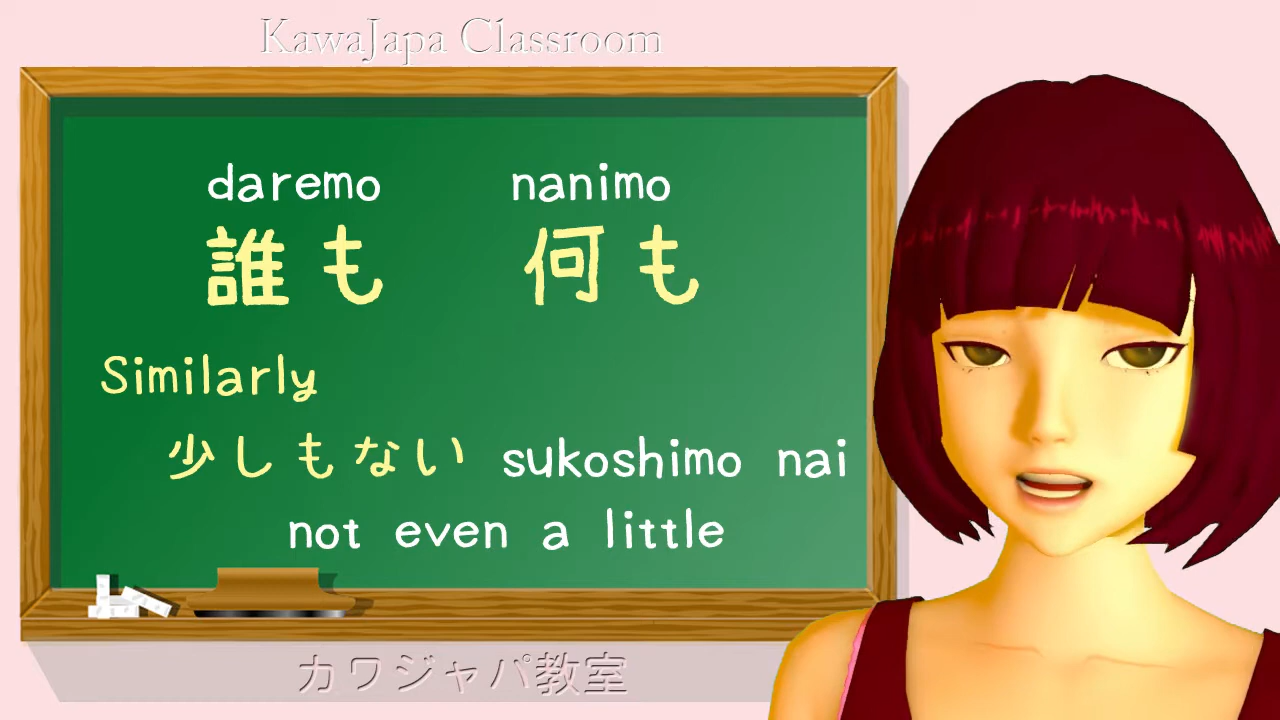 KawaJapa Classroom
daremo nanimo
誰も 何も
Similarly
少しもない sukoshimo nai
not even a little
カワジャパ教室